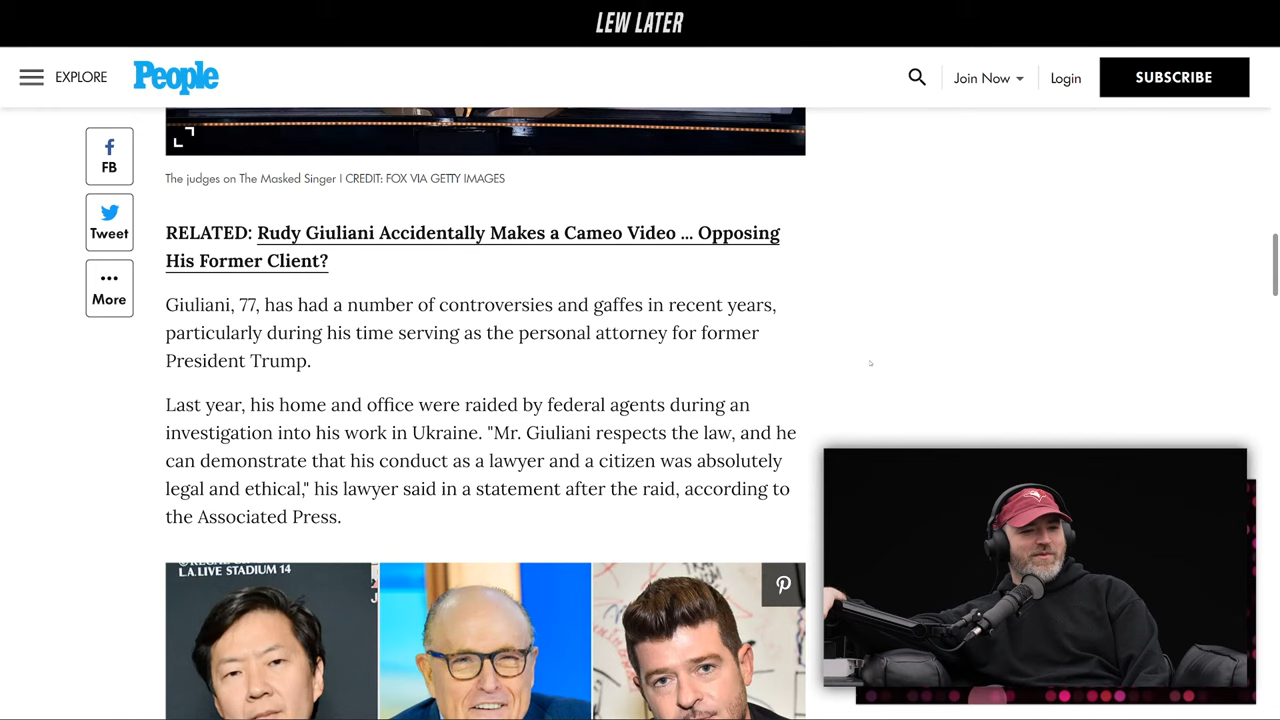 LEW LATER
EXPLORE
People
Join Now
Login
SUBSCRIBE
FB
Tweet
More
The judges on The Masked Singer | CREDIT: FOX VIA GETTY IMAGES
RELATED: Rudy Giuliani Accidentally Makes a Cameo Video ... Opposing
His Former Client?
Giuliani, 77, has had a number of controversies and gaffes in recent years,
particularly during his time serving as the personal attorney for former
President Trump.
Last year, his home and office were raided by federal agents during an
investigation into his work in Ukraine. "Mr. Giuliani respects the law, and he
can demonstrate that his conduct as a lawyer and a citizen was absolutely
legal and ethical," his lawyer said in a statement after the raid, according to
the Associated Press.
L.A. LIVE STADIUM 14